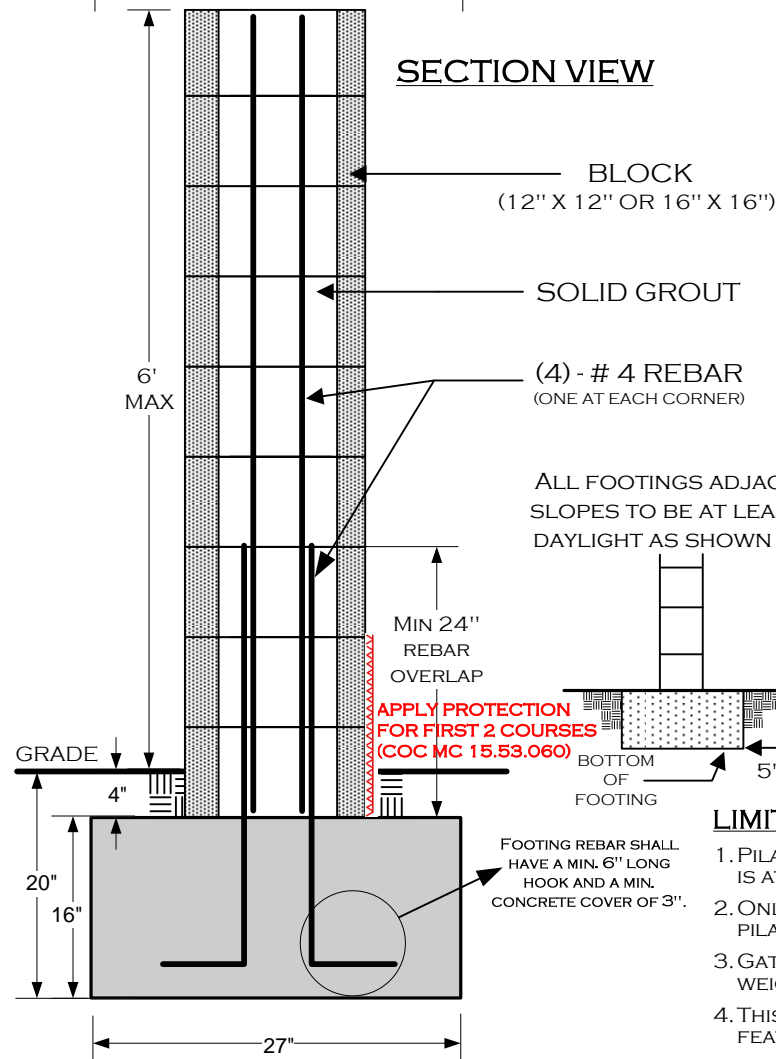 SECTION VIEW
BLOCK
(12" X 12" OR 16" X 16")
SOLID GROUT
6'
MAX
(4) - # 4 REBAR
(ONE AT EACH CORNER)
ALL FOOTINGS ADJAC
SLOPES TO BE AT LEA
DAYLIGHT AS SHOWN
MIN 24"
REBAR
OVERLAP
APPLY PROTECTION
FOR FIRST 2 COURSES
(COC MC 15.53.060)
GRADE
4"
BOTTOM
OF
FOOTING
5'
20"
16"
FOOTING REBAR SHALL
HAVE A MIN. 6" LONG
HOOK AND A MIN.
CONCRETE COVER OF 3".
27"
LIMIT
1. PILA
IS AT
2. ONL
PILA
3. GAT
WEIG
4. THIS
FEAT